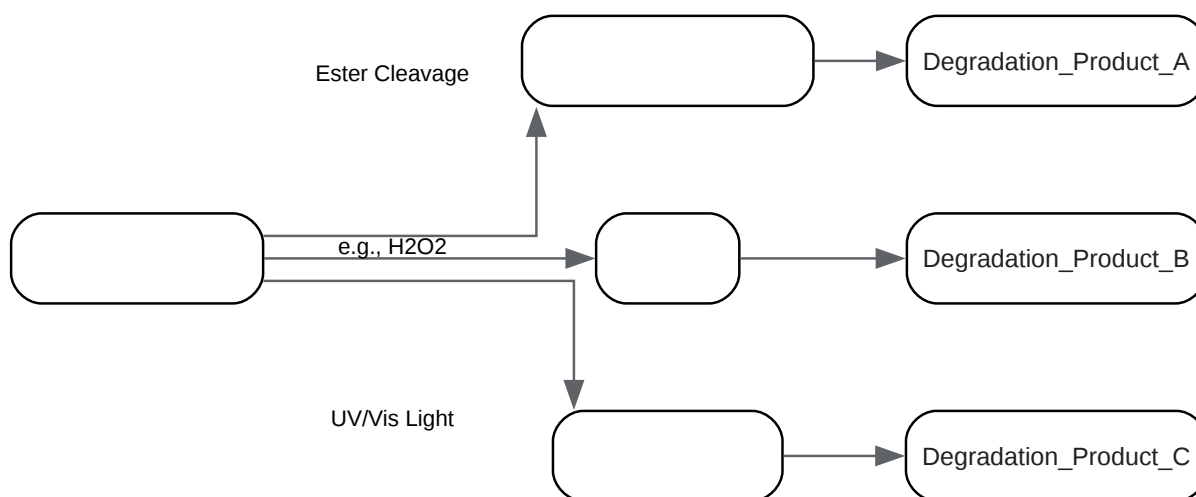 Ester Cleavage
Degradation_Product_A
e.g., H2O2
Degradation_Product_B
UV/Vis Light
Degradation_Product_C